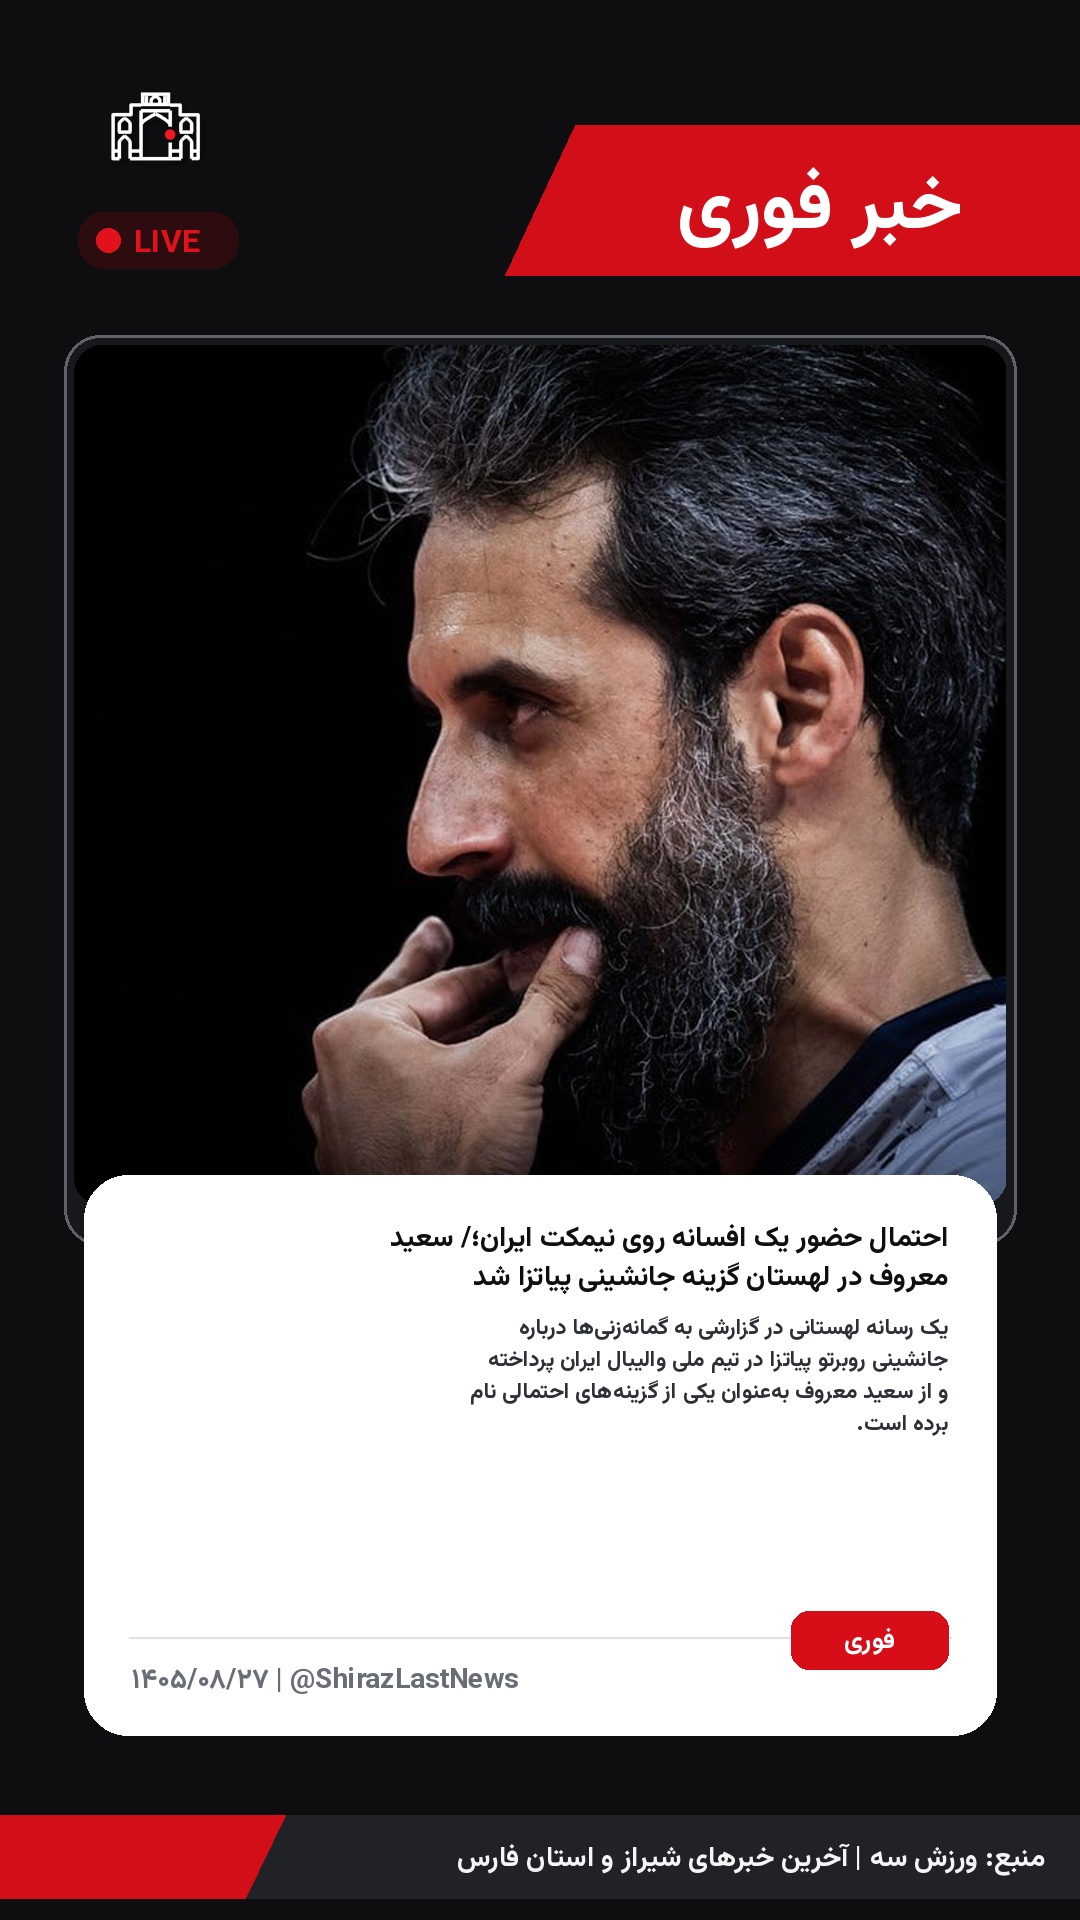 خبر فوری
LIVE
احتمال حضور یک افسانه روی نیمکت ایران؛/ سعید
معروف در لهستان گزینه جانشینی پیاتزا شد
یک رسانه لهستانی در گزارشی به گمانه‌زنی‌ها درباره
جانشینی روبرتو پیاتزا در تیم ملی والیبال ایران پرداخته
و از سعید معروف به‌عنوان یکی از گزینه‌های احتمالی نام
برده است.
فوری
۱۴۰۵/۰۸/۲۷ | @ShirazLastNews
منبع: ورزش سه | آخرین خبرهای شیراز و استان فارس